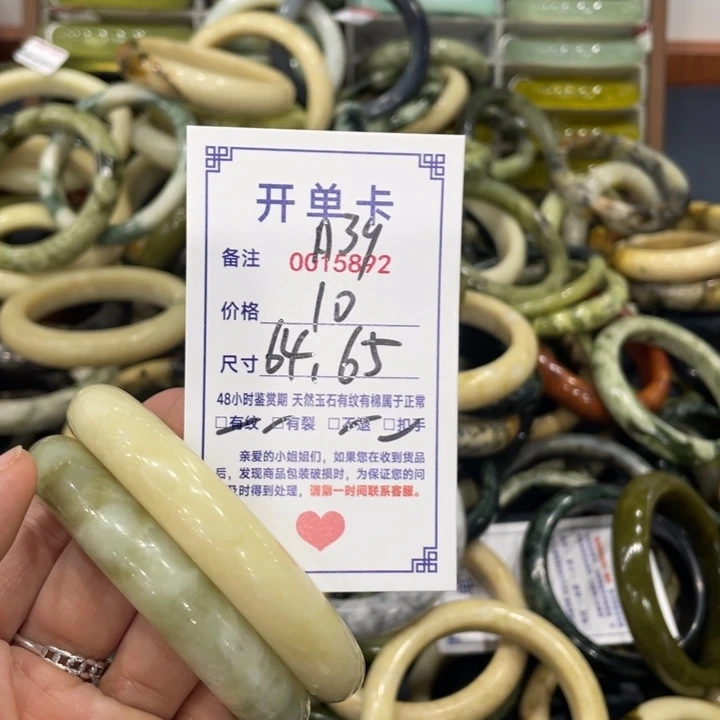 开单卡
A39
备注 0015892
价格 10
尺寸 64.65
48小时鉴赏期 天然玉石有纹有棉属于正常
□有纹 □有裂 □不退 □扣手
亲爱的小姐姐们，如果您在收到货品
后，发现商品包装破损时，为保证您的问
及时得到处理，请第一时间联系客服。